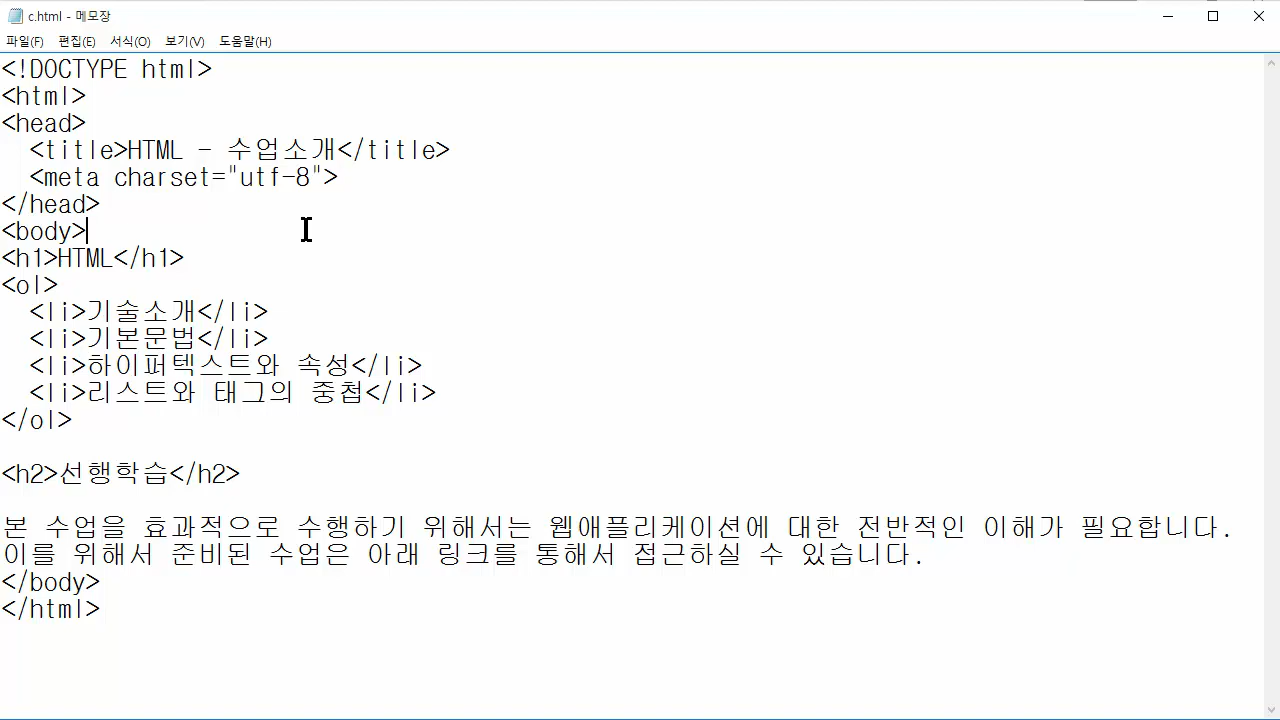 c.html - 메모장
파일(F) 편집(E) 서식(O) 보기(V) 도움말(H)
<!DOCTYPE html>
<html>
<head>
  <title>HTML - 수업소개</title>
  <meta charset="utf-8">
</head>
<body>
<h1>HTML</h1>
<ol>
  <li>기술소개</li>
  <li>기본문법</li>
  <li>하이퍼텍스트와 속성</li>
  <li>리스트와 태그의 중첩</li>
</ol>

<h2>선행학습</h2>

본 수업을 효과적으로 수행하기 위해서는 웹애플리케이션에 대한 전반적인 이해가 필요합니다.
이를 위해서 준비된 수업은 아래 링크를 통해서 접근하실 수 있습니다.
</body>
</html>